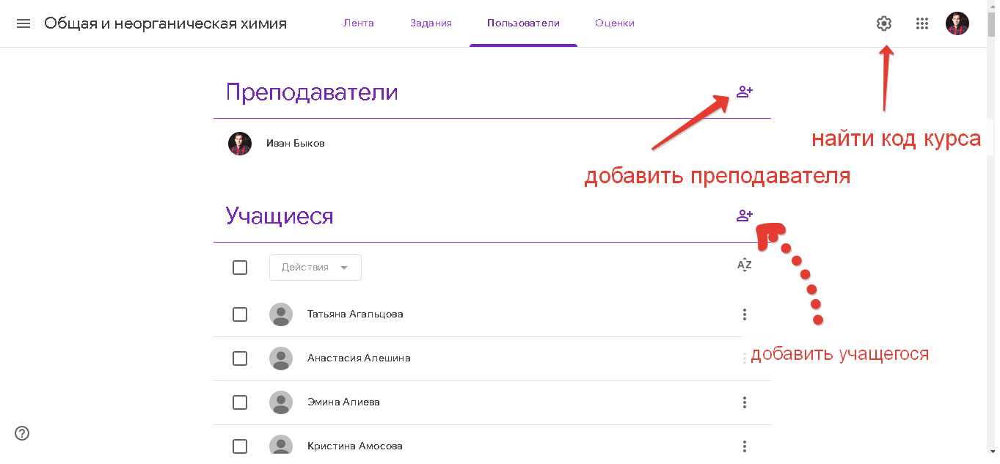 Общая и неорганическая химия
Лента
Задания
Пользователи
Оценки
найти код курса
Преподаватели
Иван Быков
добавить преподавателя
Учащиеся
Действия
AZ
Татьяна Агальцова
Анастасия Алешина
добавить учащегося
Эмина Алиева
Кристина Амосова
?